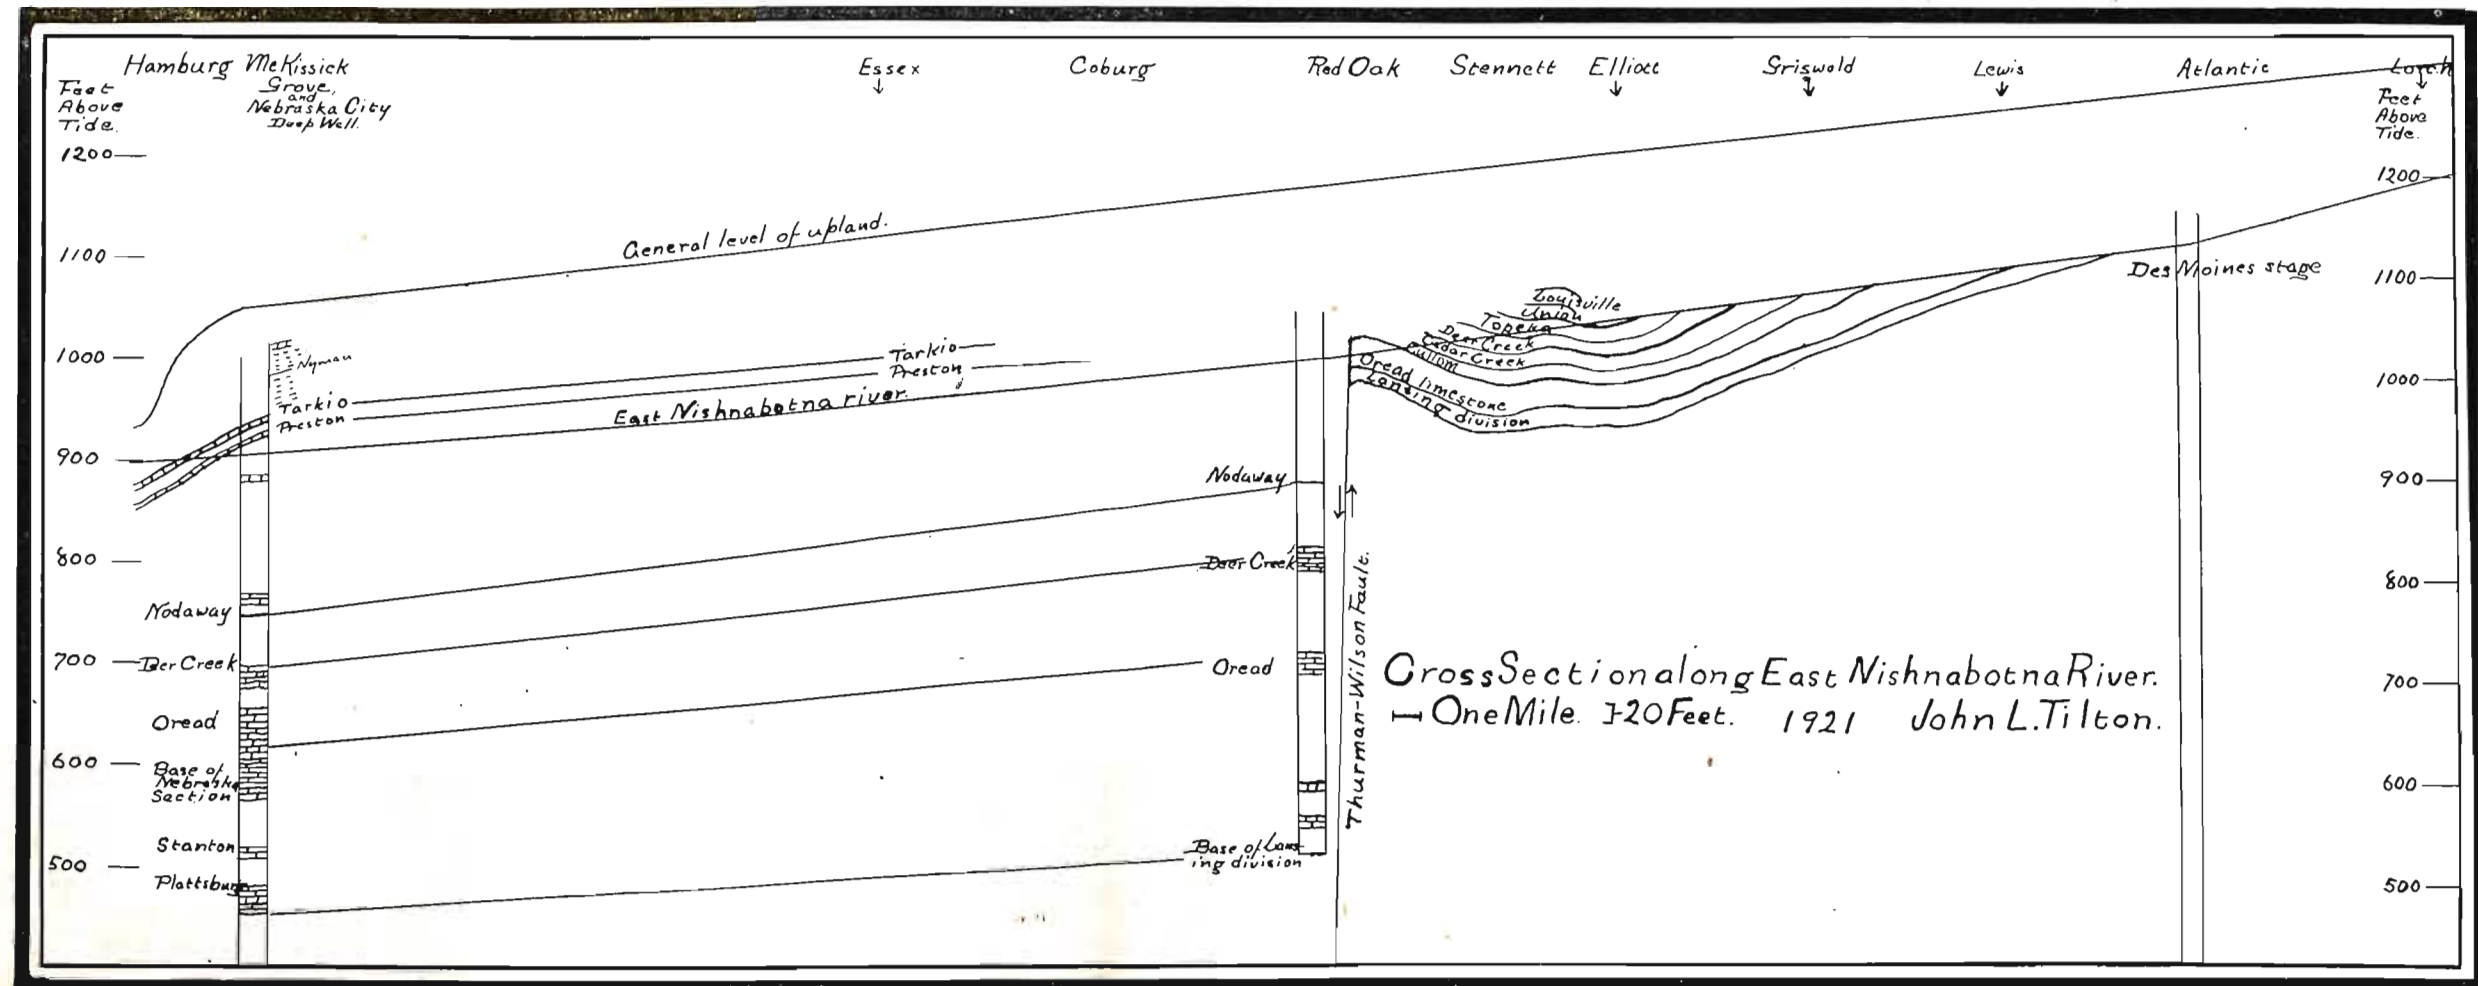 Hamburg
McKissick
Grove,
and
Nebraska City
Deep Well.
Essex
Coburg
Red Oak
Stennett
Elliott
Griswold
Lewis
Atlantic
Lorah
Feet
Above
Tide.
Feet
Above
Tide.
1200
1100
1000
900
800
700
600
500
1200
1100
1000
900
800
700
600
500
General level of upland.
Nyman
Tarkio
Preston
Tarkio
Preston
East Nishnabotna river.
Louisville
Union
Topeka
Deer Creek
Cedar Creek
Cullom
Oread limestone
Lansing division
Des Moines stage
Nodaway
Deer Creek
Oread
Base of Lans-
ing division
Nodaway
Deer Creek
Oread
Base of
Nebraska
Section
Stanton
Plattsburg
Thurman-Wilson Fault.
Cross Section along East Nishnabotna River.
One Mile. 20 Feet. 1921 John L. Tilton.